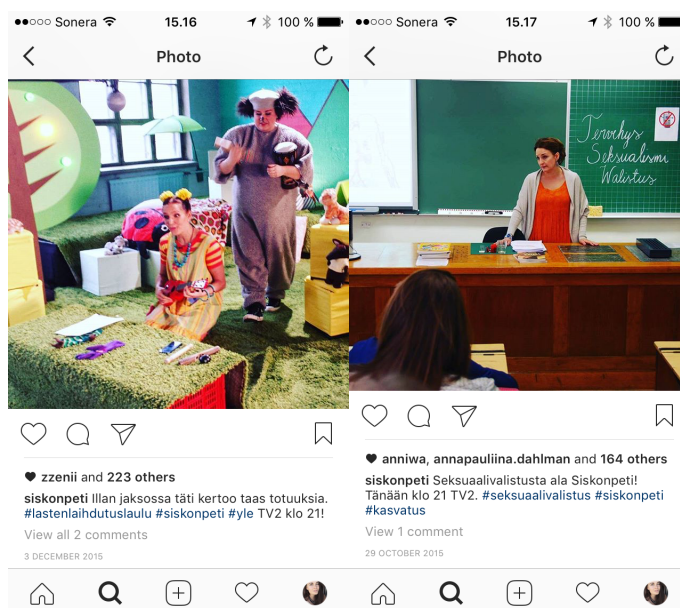 Sonera
15.16
100 %
Photo
zzenii and 223 others
siskonpeti Illan jaksossa täti kertoo taas totuuksia.
#lastenlaihdutuslaulu #siskonpeti #yle TV2 klo 21!
View all 2 comments
3 DECEMBER 2015
Sonera
15.17
100 %
Photo
Tervehys
Seksualismi
Walistus
anniwa, annapauliina.dahlman and 164 others
siskonpeti Seksuaalivalistusta ala Siskonpeti!
Tänään klo 21 TV2. #seksuaalivalistus #siskonpeti
#kasvatus
View 1 comment
29 OCTOBER 2015